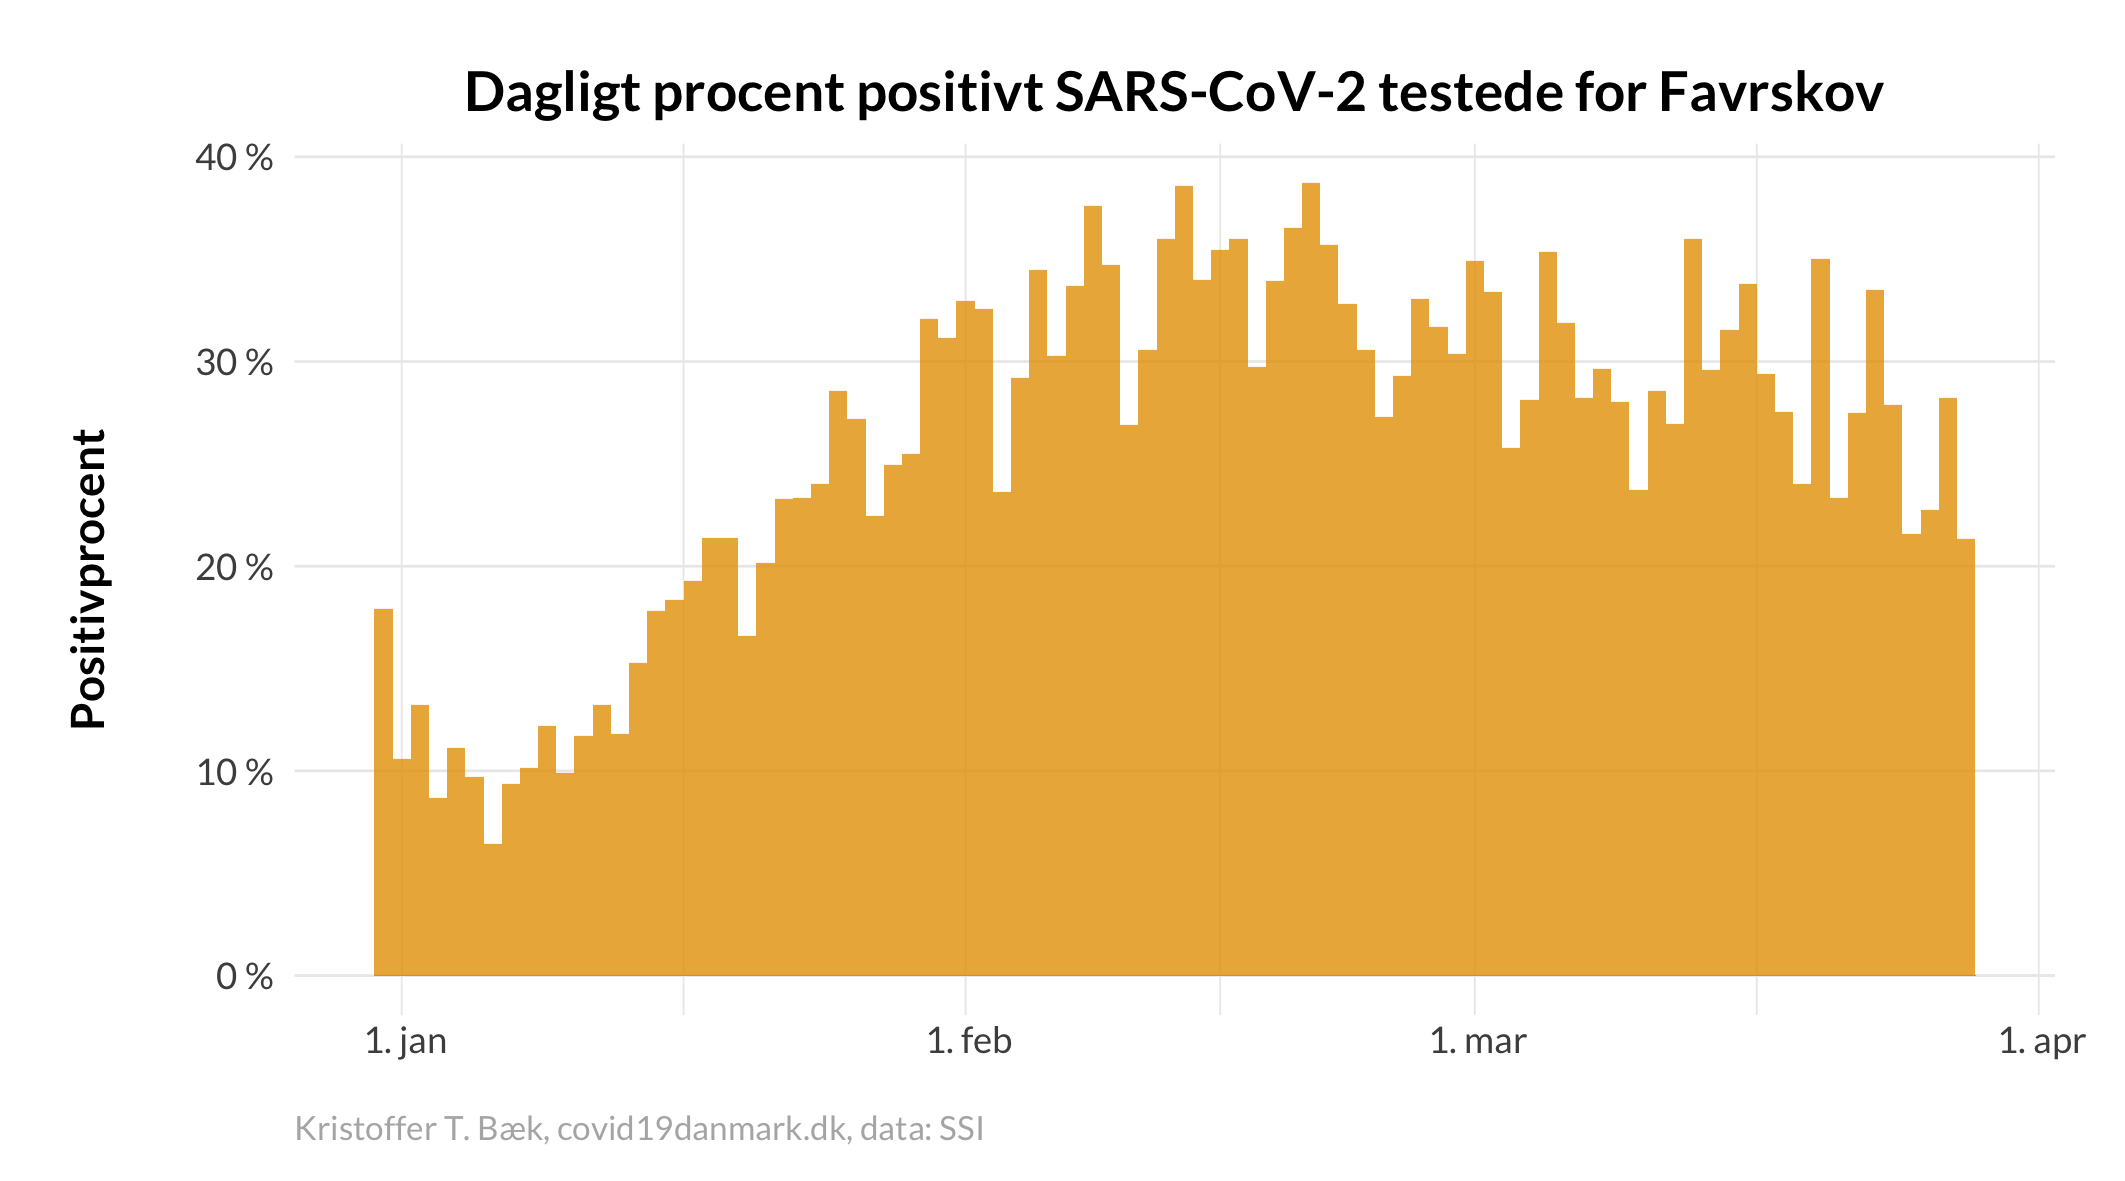 Dagligt procent positivt SARS-CoV-2 testede for Favrskov
Positivprocent
40 %
30 %
20 %
10 %
0 %
1. jan
1. feb
1. mar
1. apr
Kristoffer T. Bæk, covid19danmark.dk, data: SSI